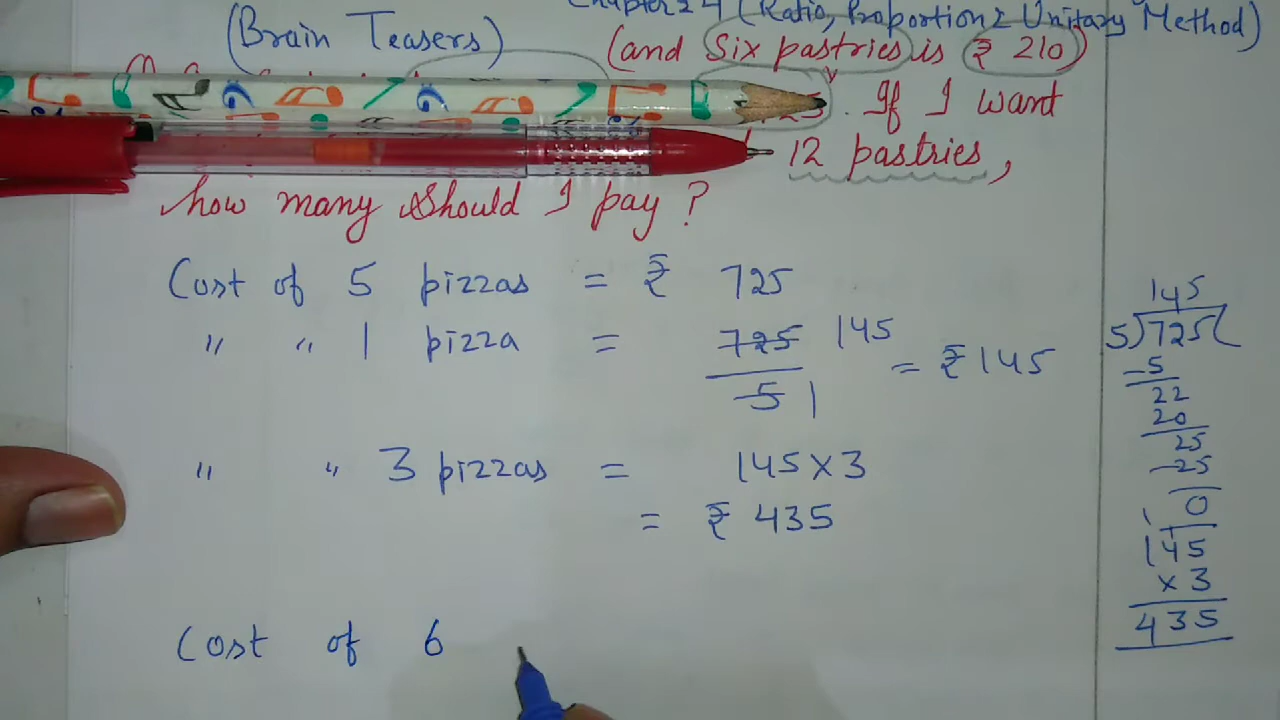 Chapter 4 (Ratio, Proportion & Unitary Method)
(Brain Teasers)
(and Six pastries is ₹ 210)
25. If I want
12 pastries,
how many should I pay ?
Cost of 5 pizzas = ₹ 725
" " 1 pizza = 725 145
= ₹ 145
5 1
" " 3 pizzas = 145 x 3
= ₹ 435
Cost of 6
145
5)725(
-5
22
20
25
-25
0
145
x 3
435